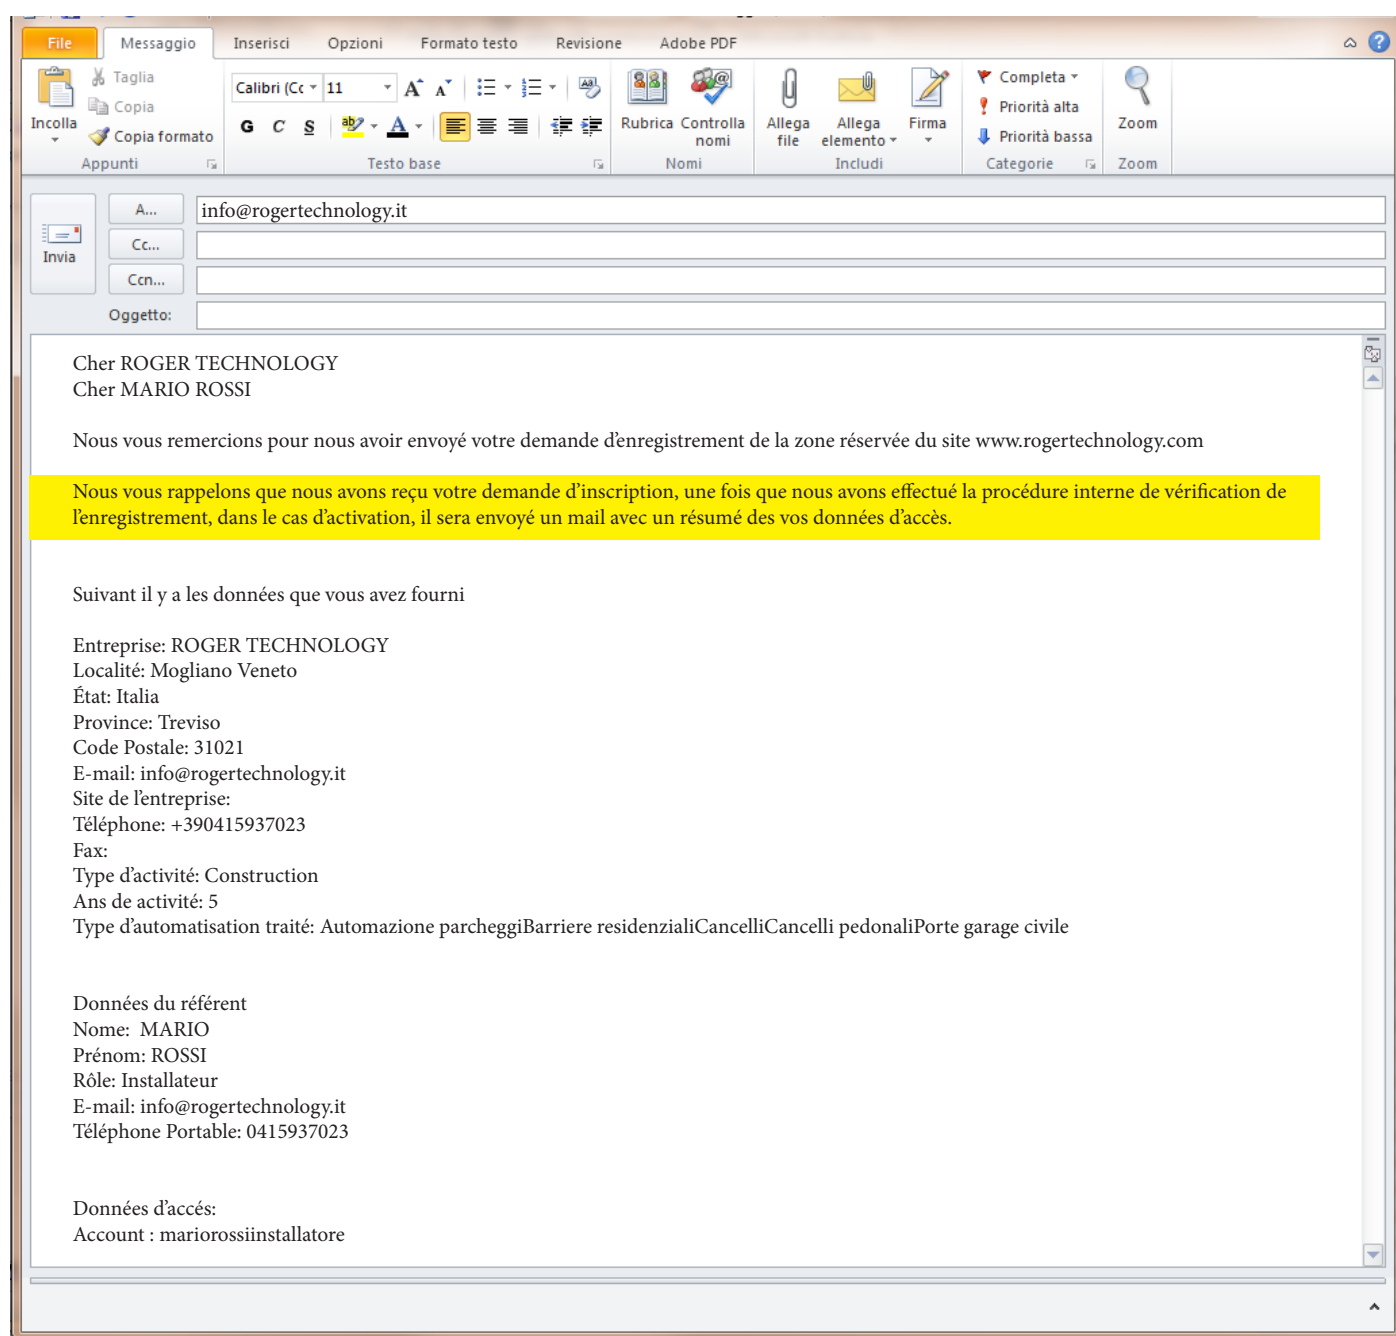 File Messaggio Inserisci Opzioni Formato testo Revisione Adobe PDF
Incolla
Taglia
Copia
Copia formato
Appunti
Calibri (Cc 11
G C S
Testo base
Rubrica Controlla nomi
Nomi
Allega file Allega elemento Firma
Includi
Completa
Priorità alta
Priorità bassa
Categorie
Zoom
Zoom
Invia
A... info@rogertechnology.it
Cc...
Ccn...
Oggetto:
Cher ROGER TECHNOLOGY
Cher MARIO ROSSI
Nous vous remercions pour nous avoir envoyé votre demande d'enregistrement de la zone réservée du site www.rogertechnology.com
Nous vous rappelons que nous avons reçu votre demande d'inscription, une fois que nous avons effectué la procédure interne de vérification de
l'enregistrement, dans le cas d'activation, il sera envoyé un mail avec un résumé des vos données d'accès.
Suivant il y a les données que vous avez fourni
Entreprise: ROGER TECHNOLOGY
Localité: Mogliano Veneto
État: Italia
Province: Treviso
Code Postale: 31021
E-mail: info@rogertechnology.it
Site de l'entreprise:
Téléphone: +390415937023
Fax:
Type d'activité: Construction
Ans de activité: 5
Type d'automatisation traité: Automazione parcheggiBarriere residenzialiCancelliCancelli pedonaliPorte garage civile
Données du référent
Nome:  MARIO
Prénom: ROSSI
Rôle: Installateur
E-mail: info@rogertechnology.it
Téléphone Portable: 0415937023
Données d'accés:
Account : mariorossiinstallatore